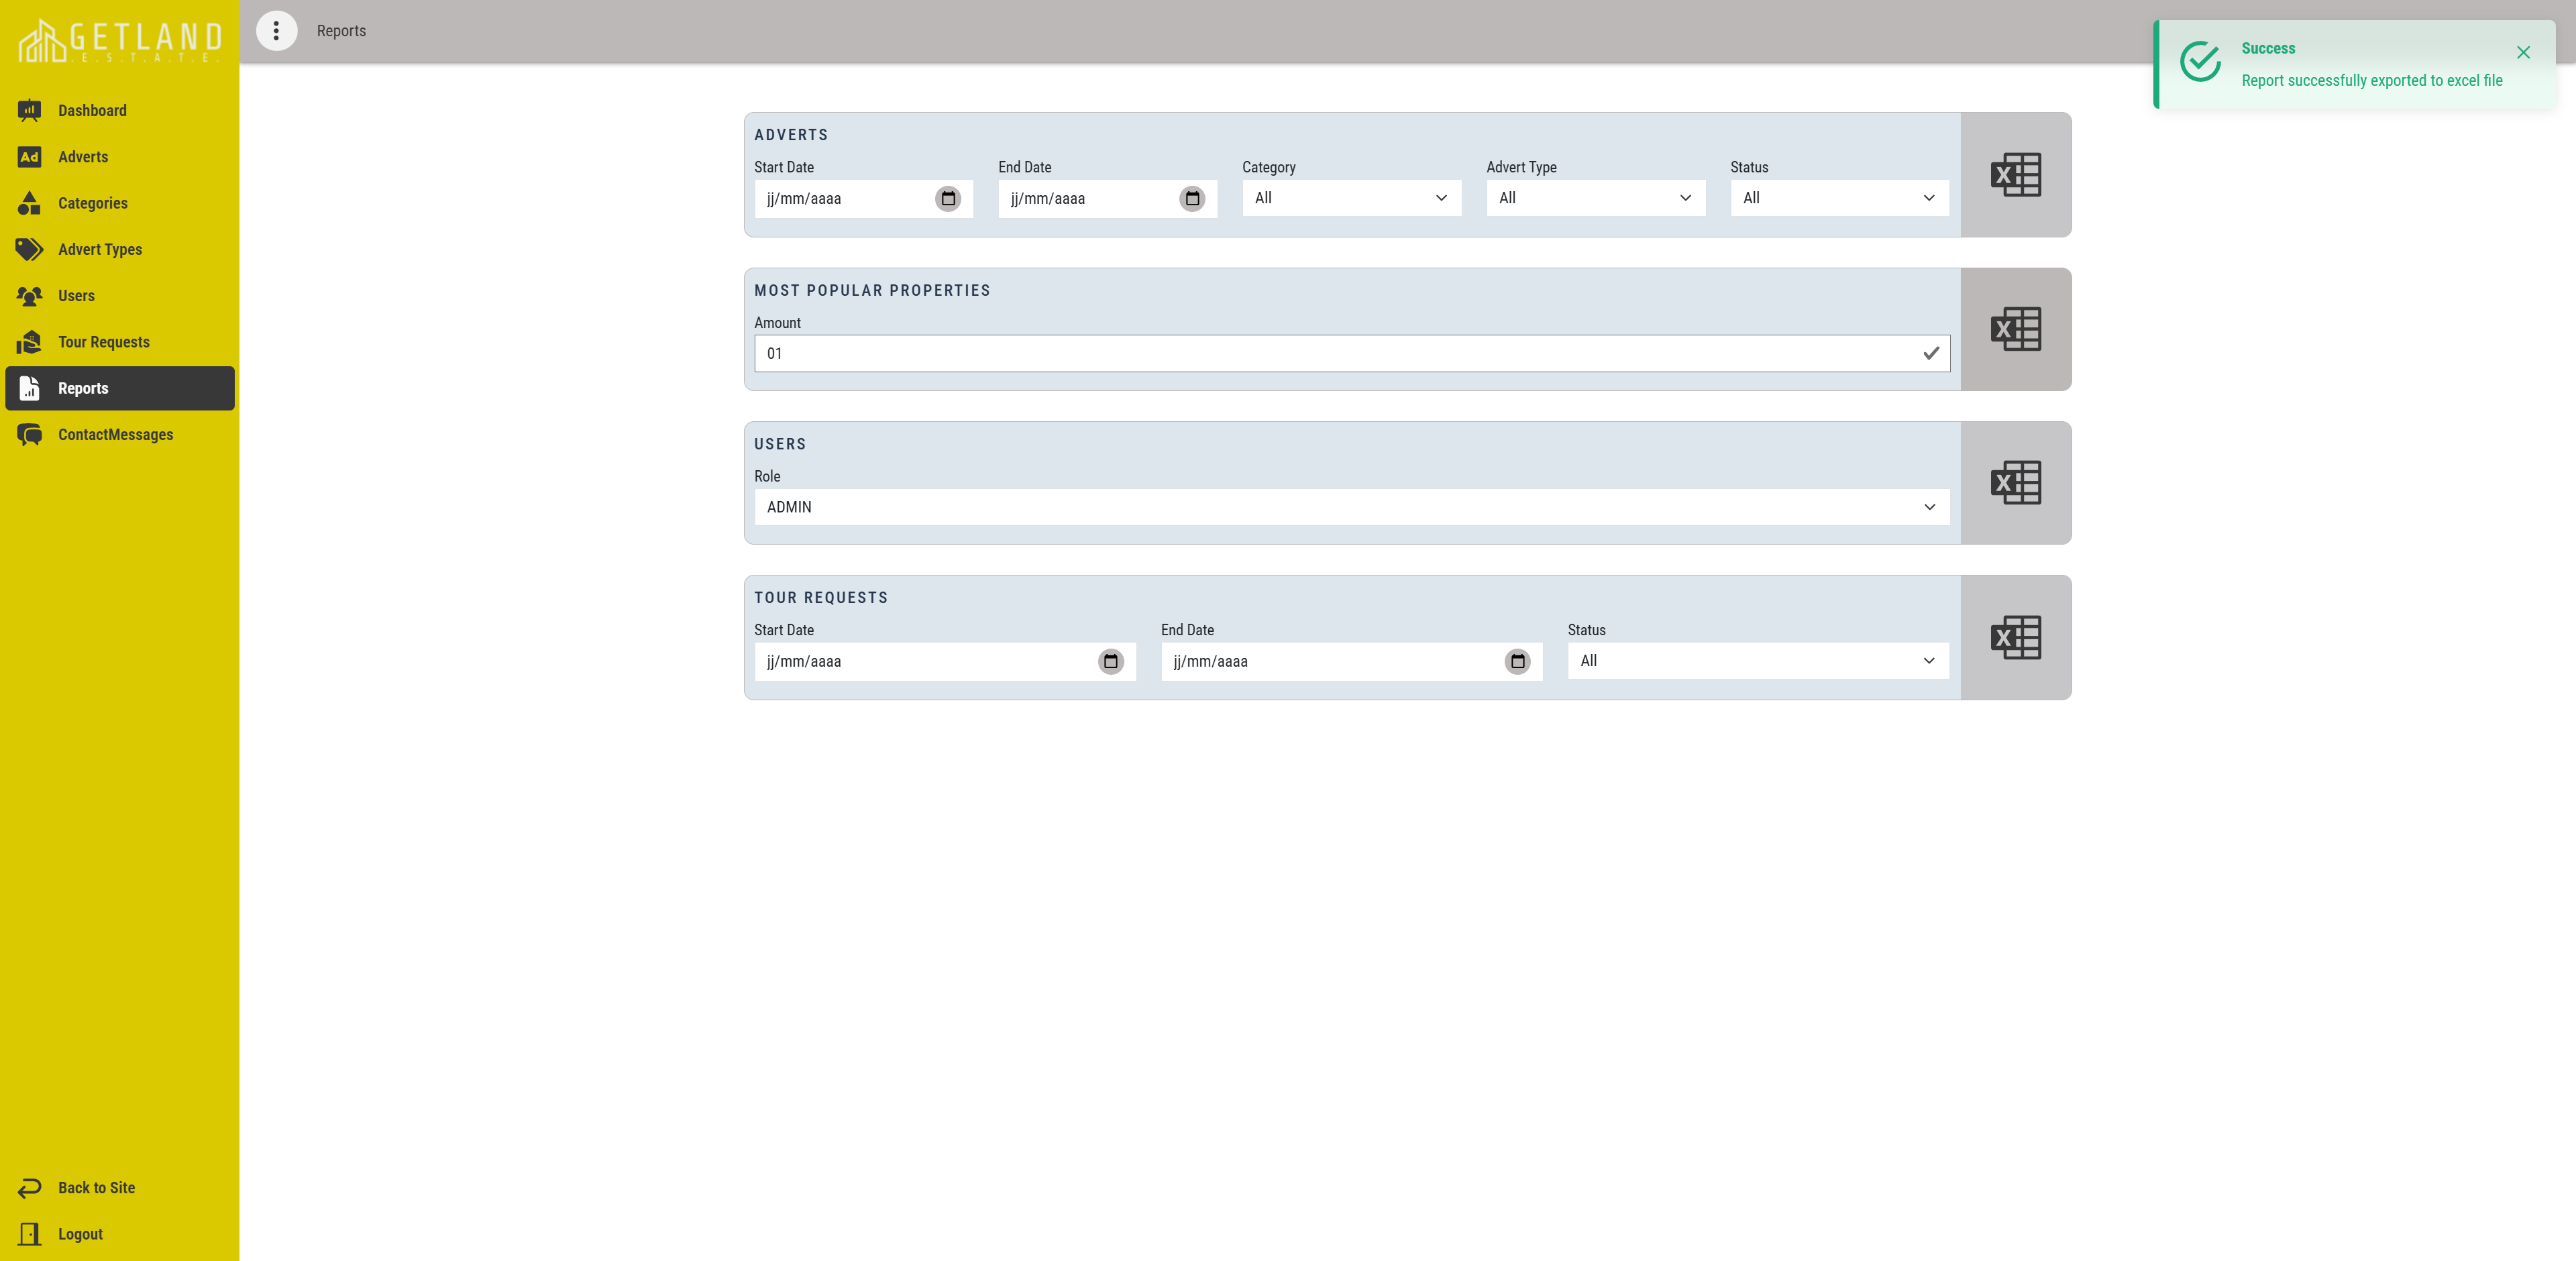 GETLAND
.E.S.T.A.T.E.
Dashboard
Ad
Adverts
Categories
Advert Types
Users
Tour Requests
Reports
ContactMessages
Back to Site
Logout
Reports
Success
Report successfully exported to excel file
ADVERTS
Start Date
End Date
Category
Advert Type
Status
jj/mm/aaaa
jj/mm/aaaa
All
All
All
X
MOST POPULAR PROPERTIES
Amount
01
X
USERS
Role
ADMIN
X
TOUR REQUESTS
Start Date
End Date
Status
jj/mm/aaaa
jj/mm/aaaa
All
X